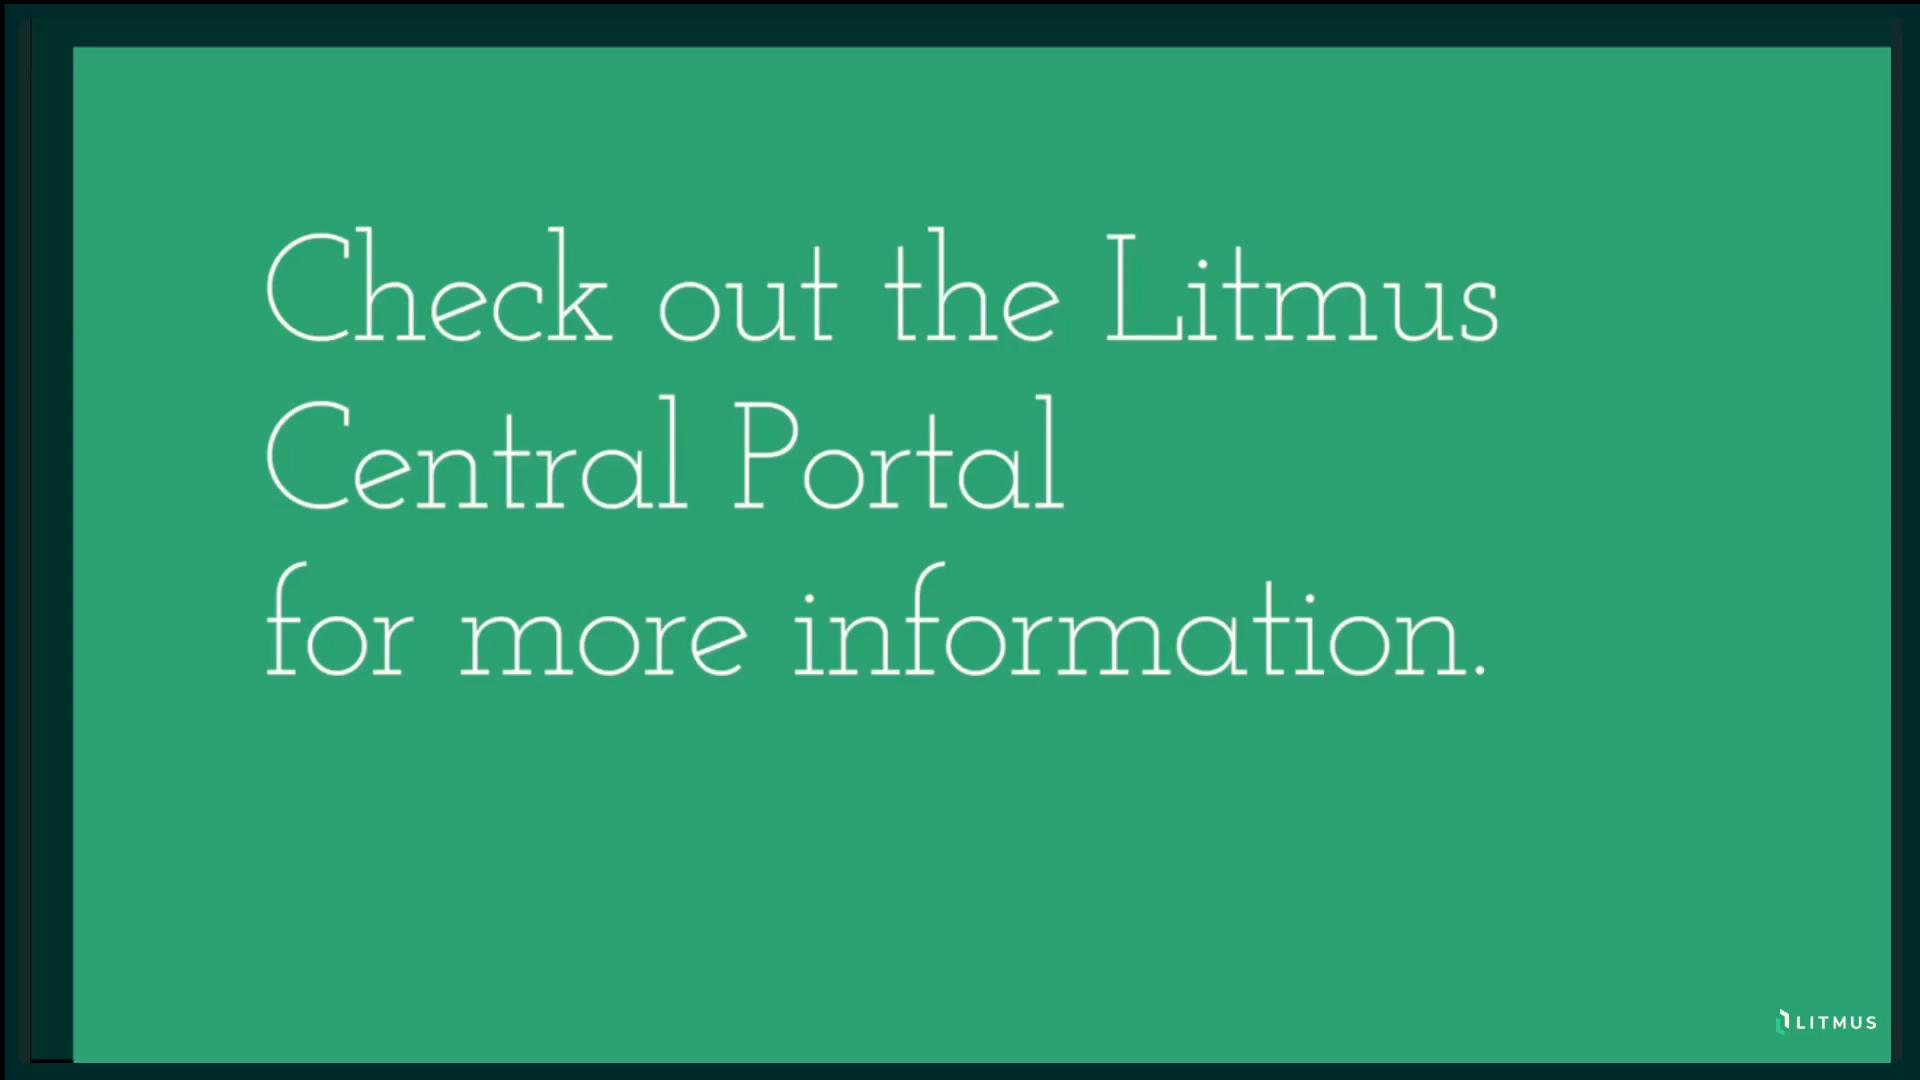 Check out the Litmus
Central Portal
for more information.
LITMUS